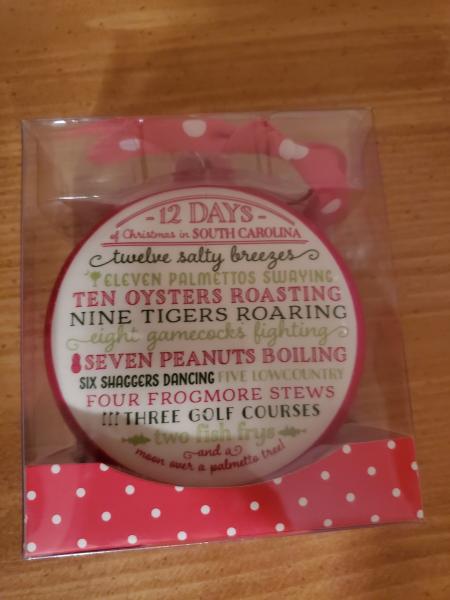 12 DAYS
of Christmas in SOUTH CAROLINA
twelve salty breezes
ELEVEN PALMETTOS SWAYING
TEN OYSTERS ROASTING
NINE TIGERS ROARING
eight gamecocks fighting
SEVEN PEANUTS BOILING
SIX SHAGGERS DANCING FIVE LOWCOUNTRY
FOUR FROGMORE STEWS
THREE GOLF COURSES
two fish frys
and a
moon over a palmetto tree!